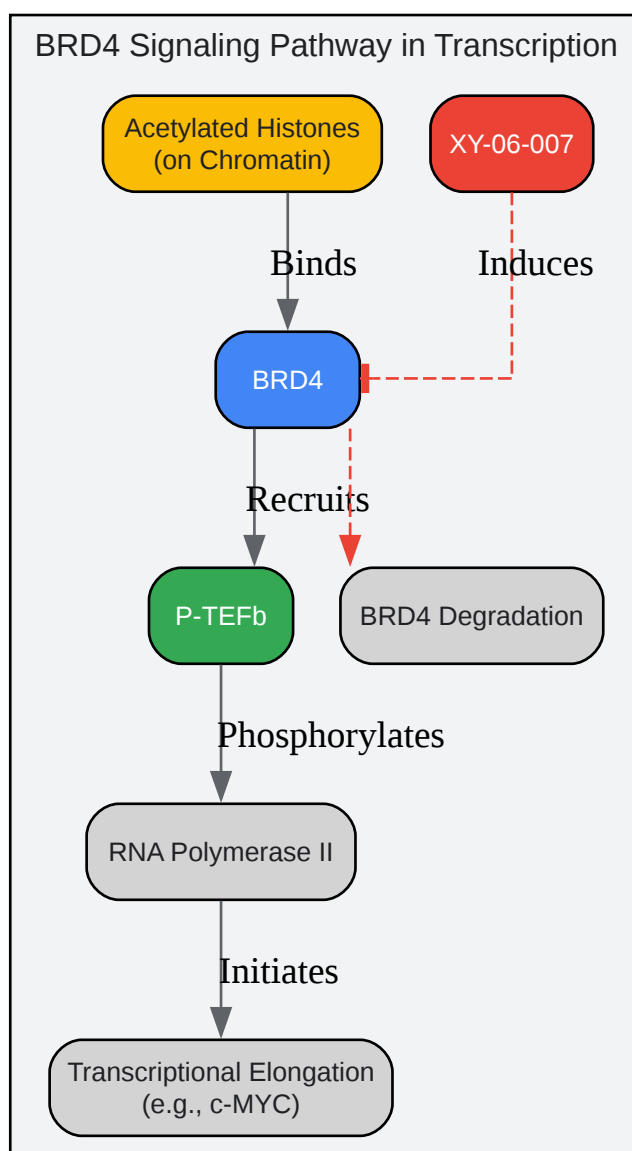 BRD4 Signaling Pathway in Transcription
Acetylated Histones
(on Chromatin)
XY-06-007
Binds
Induces
BRD4
Recruits
P-TEFb
BRD4 Degradation
Phosphorylates
RNA Polymerase II
Initiates
Transcriptional Elongation
(e.g., c-MYC)